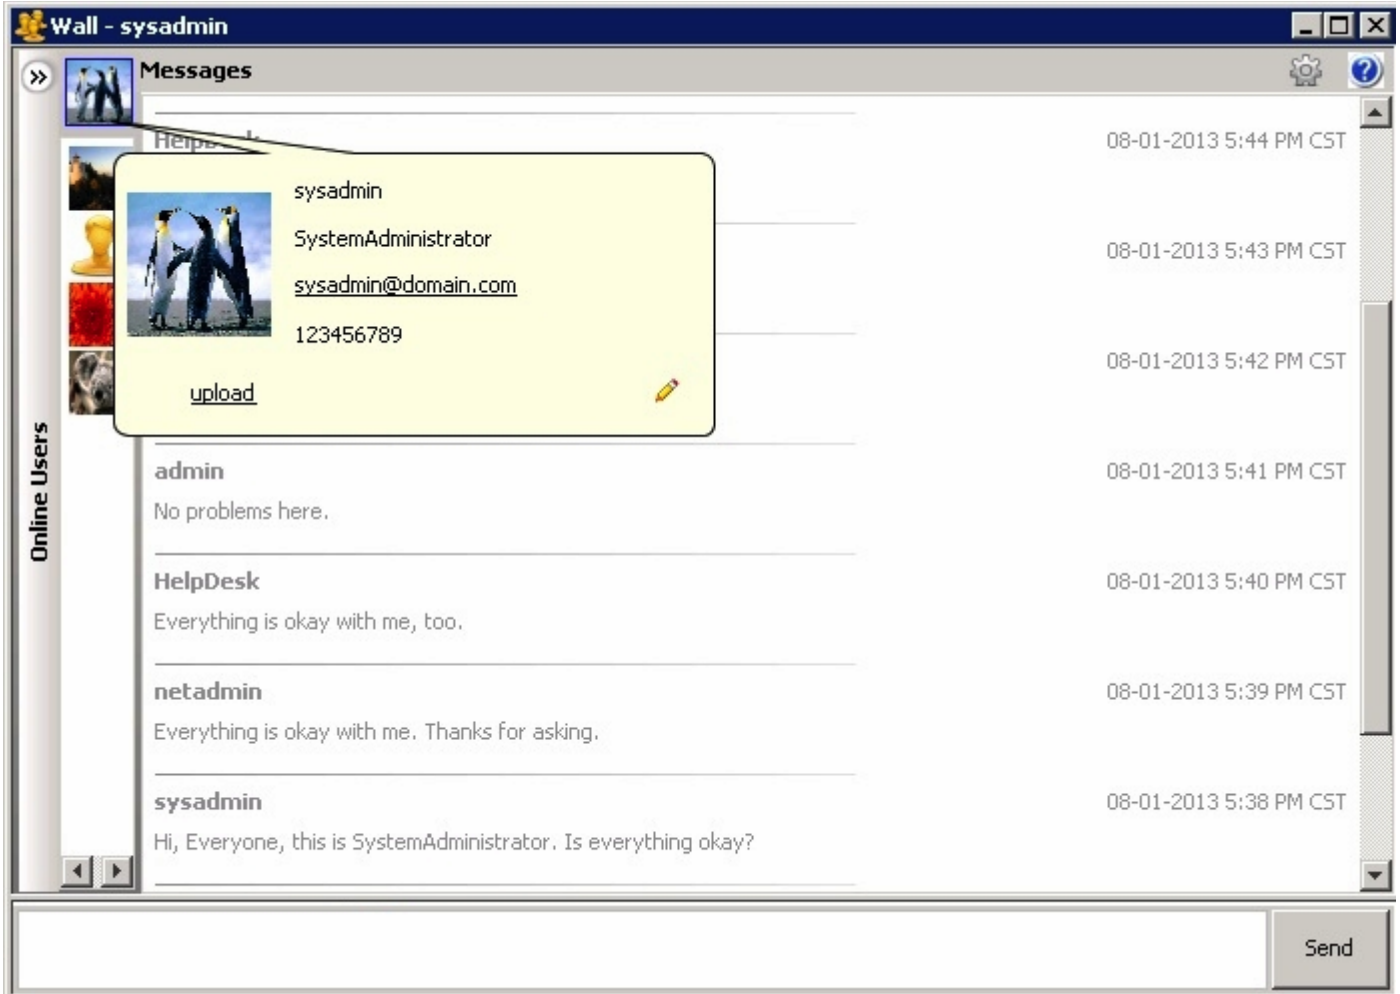 Wall - sysadmin
Messages
08-01-2013 5:44 PM CST
sysadmin
SystemAdministrator
08-01-2013 5:43 PM CST
sysadmin@domain.com
123456789
08-01-2013 5:42 PM CST
upload
Online Users
admin 08-01-2013 5:41 PM CST
No problems here.
HelpDesk 08-01-2013 5:40 PM CST
Everything is okay with me, too.
netadmin 08-01-2013 5:39 PM CST
Everything is okay with me. Thanks for asking.
sysadmin 08-01-2013 5:38 PM CST
Hi, Everyone, this is SystemAdministrator. Is everything okay?
Send